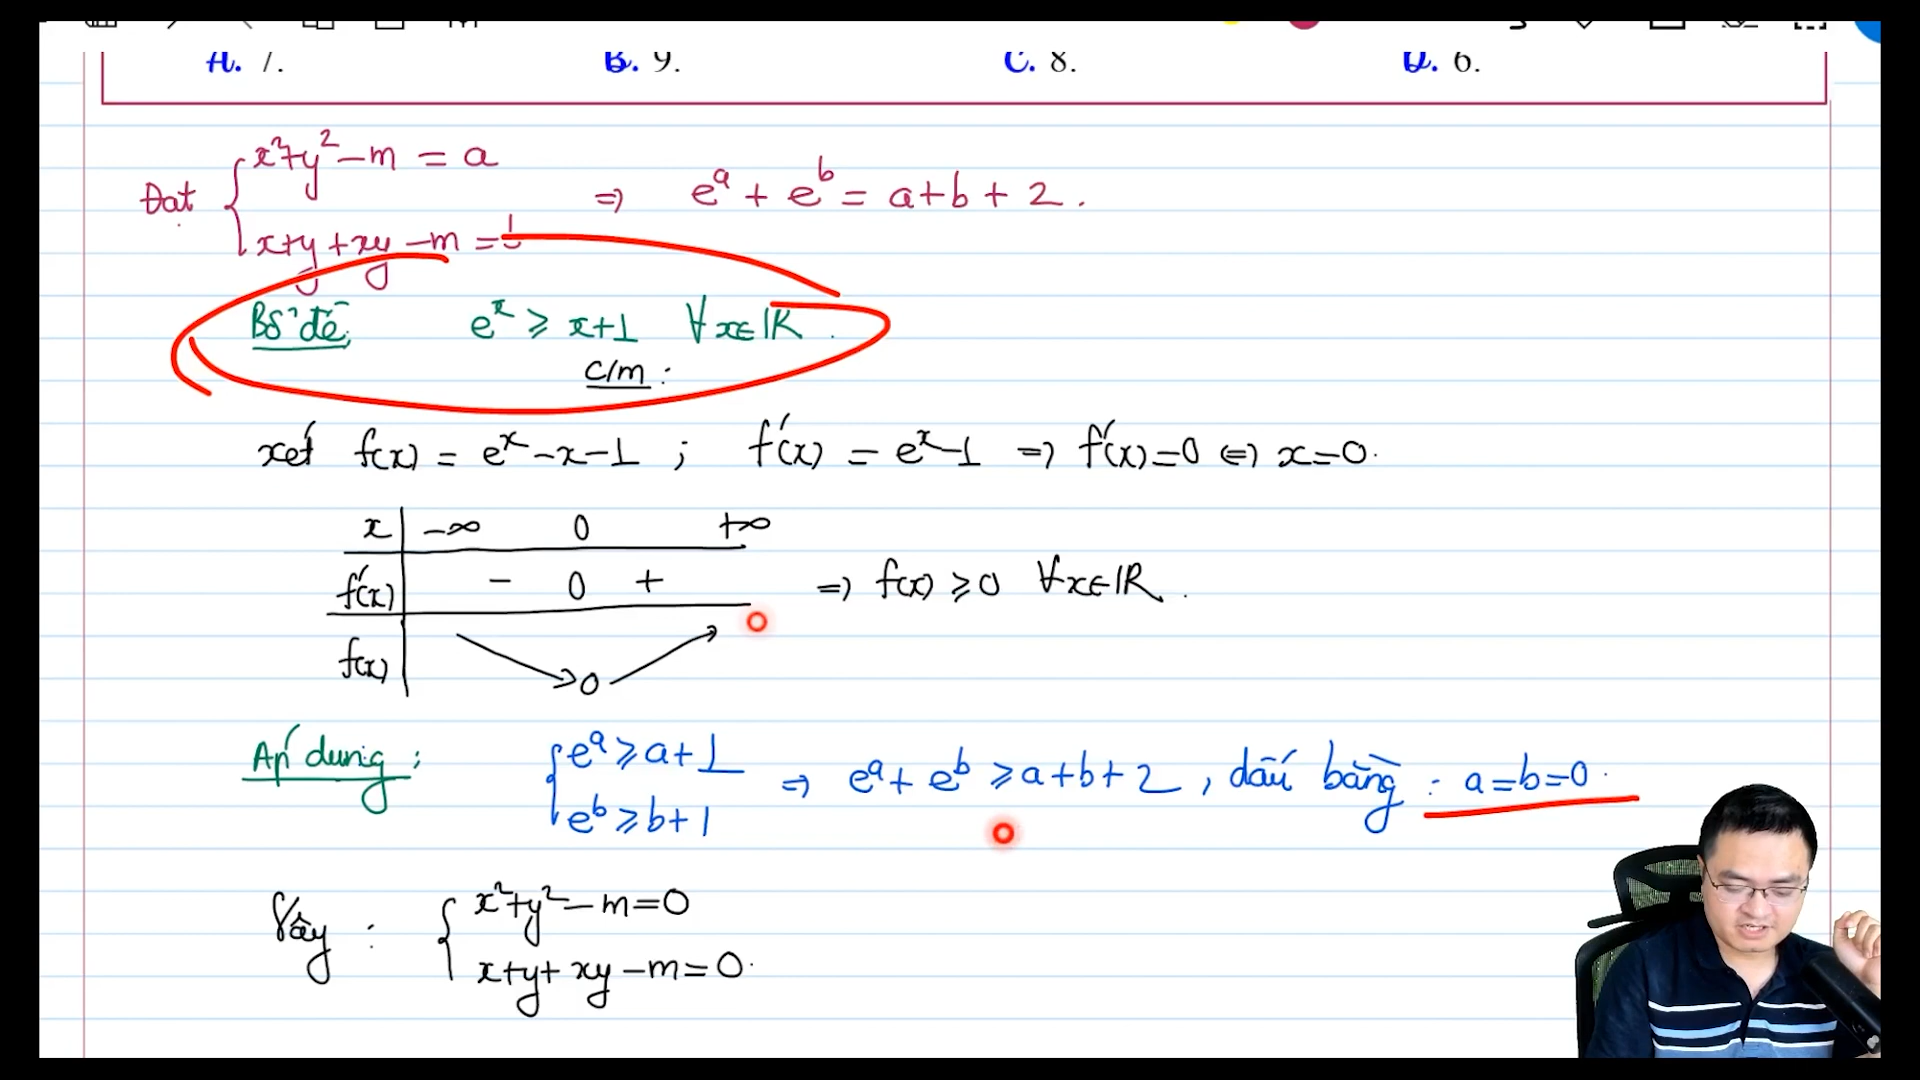 A. 7. B. 9. C. 8. D. 6.
Đặt { x²+y²−m = a
x+y+xy−m = b
⇒ eᵃ + eᵇ = a+b+2.
Bổ đề eˣ ⩾ x+1 ∀x∈ℝ.
C/m :
xét f(x) = eˣ−x−1 ; f'(x) = eˣ−1 ⇒ f'(x)=0 ⇔ x=0.
x | −∞ 0 +∞
f'(x) | − 0 +
⇒ f(x) ⩾0 ∀x∈ℝ.
f(x) | ↘ 0 ↗
Áp dụng : { eᵃ⩾a+1
eᵇ⩾b+1
⇒ eᵃ+eᵇ ⩾a+b+2, dấu bằng : a=b=0.
Vậy : { x²+y²−m=0
x+y+xy−m=0.